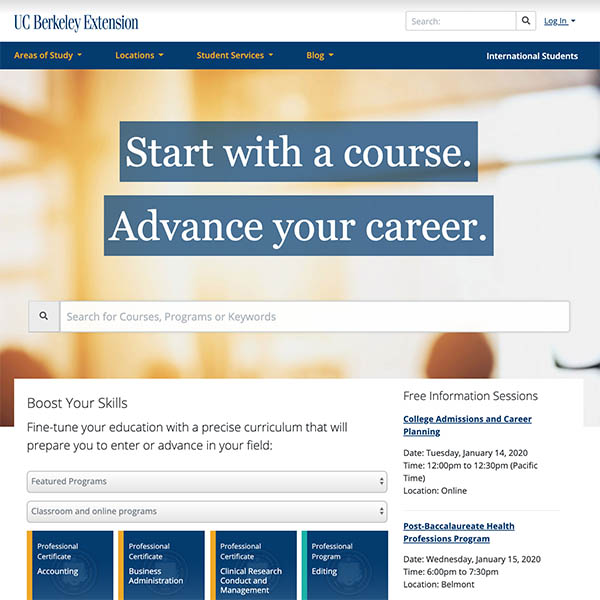 UC Berkeley Extension
Search:
Log In
Areas of Study
Locations
Student Services
Blog
International Students
Start with a course.
Advance your career.
Search for Courses, Programs or Keywords
Boost Your Skills
Fine-tune your education with a precise curriculum that will
prepare you to enter or advance in your field:
Featured Programs
Classroom and online programs
Professional
Certificate
Accounting
Professional
Certificate
Business
Administration
Professional
Certificate
Clinical Research
Conduct and
Management
Professional
Program
Editing
Free Information Sessions
College Admissions and Career
Planning
Date: Tuesday, January 14, 2020
Time: 12:00pm to 12:30pm (Pacific
Time)
Location: Online
Post-Baccalaureate Health
Professions Program
Date: Wednesday, January 15, 2020
Time: 6:00pm to 7:30pm
Location: Belmont